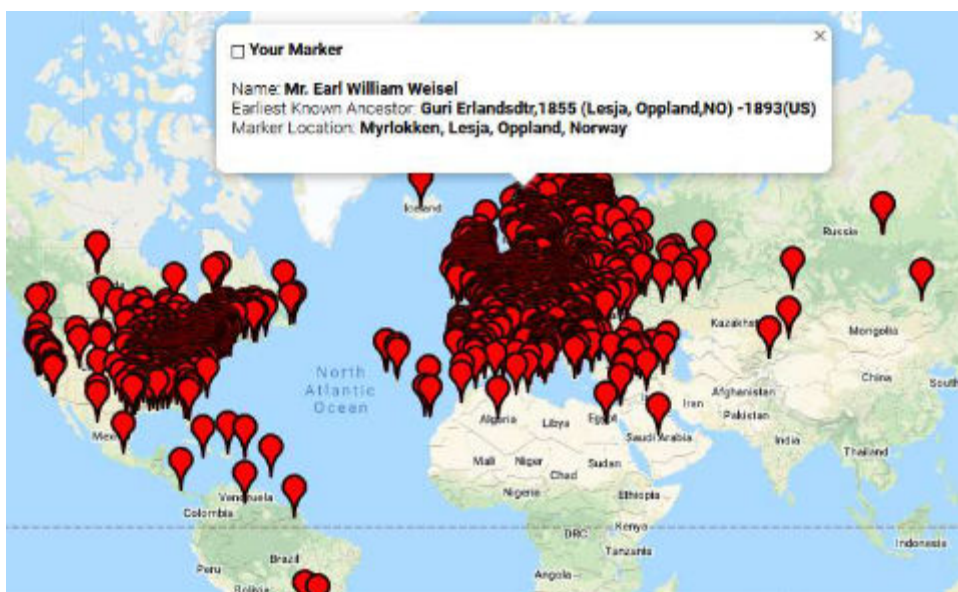 Your Marker
×
Name: Mr. Earl William Weisel
Earliest Known Ancestor: Guri Erlandsdtr,1855 (Lesja, Oppland,NO) -1893(US)
Marker Location: Myrlokken, Lesja, Oppland, Norway
Iceland
Russia
Mongolia
North
Atlantic
Ocean
China
South
Afghanistan
Iran
Pakistan
Algeria
Libya
Saudi Arabia
India
Thailand
Mali
Niger
Chad
Sudan
Nigeria
Ethiopia
Venezuela
Colombia
DRC
Kenya
Indonesia
Tanzania
Brazil
Peru
Angola
Bolivia